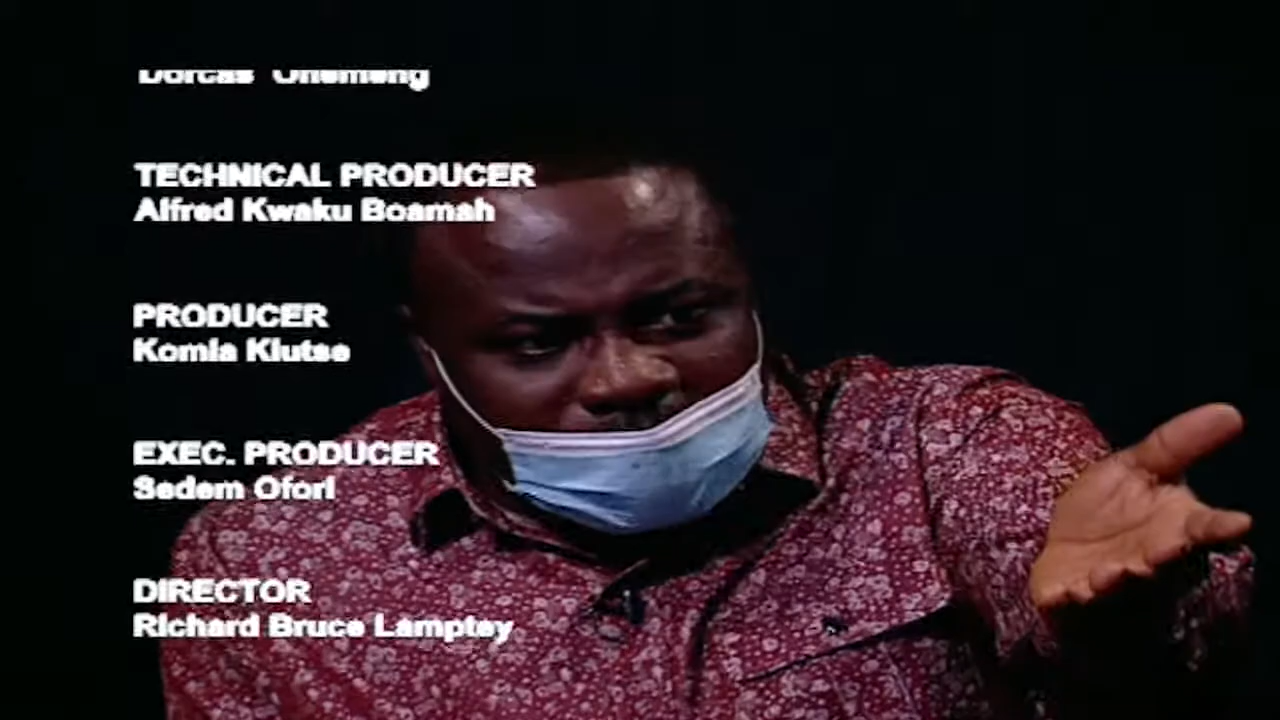 Dorcas
TECHNICAL PRODUCER
Alfred Kwaku Boamah
PRODUCER
Komla Klutse
EXEC. PRODUCER
Sedem Ofori
DIRECTOR
Richard Bruce Lamptey